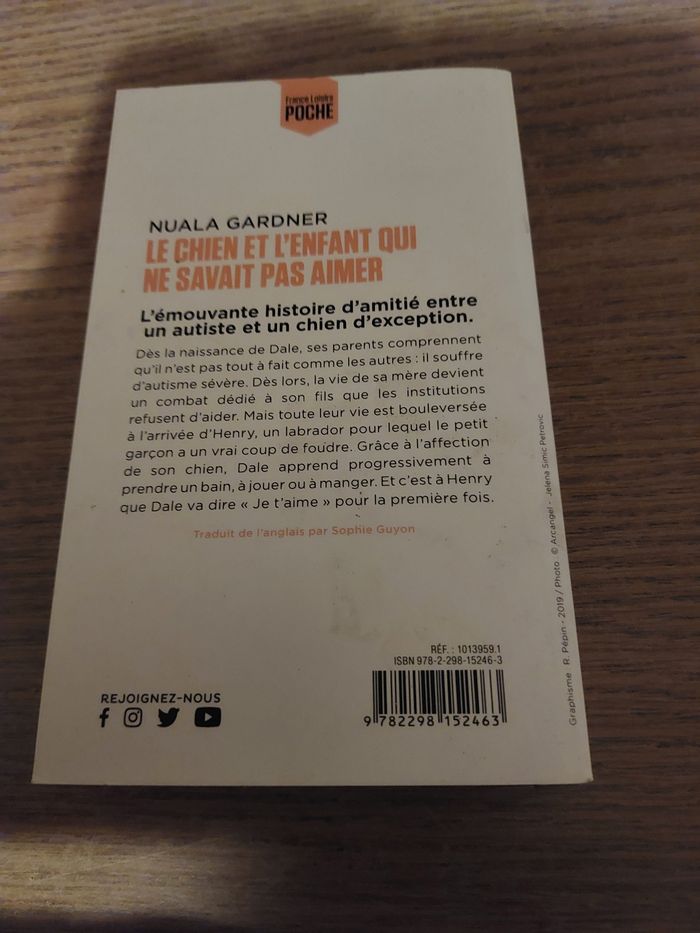 France Loisirs
POCHE
NUALA GARDNER
LE CHIEN ET L'ENFANT QUI
NE SAVAIT PAS AIMER
L'émouvante histoire d'amitié entre
un autiste et un chien d'exception.
Dès la naissance de Dale, ses parents comprennent
qu'il n'est pas tout à fait comme les autres : il souffre
d'autisme sévère. Dès lors, la vie de sa mère devient
un combat dédié à son fils que les institutions
refusent d'aider. Mais toute leur vie est bouleversée
à l'arrivée d'Henry, un labrador pour lequel le petit
garçon a un vrai coup de foudre. Grâce à l'affection
de son chien, Dale apprend progressivement à
prendre un bain, à jouer ou à manger. Et c'est à Henry
que Dale va dire « Je t'aime » pour la première fois.
Traduit de l'anglais par Sophie Guyon
RÉF. : 1013959.1
ISBN 978-2-298-15246-3
9 782298 152463
REJOIGNEZ-NOUS
Graphisme R. Pépin - 2019 / Photo : © Arcangel - Jelena Simic Petrovic